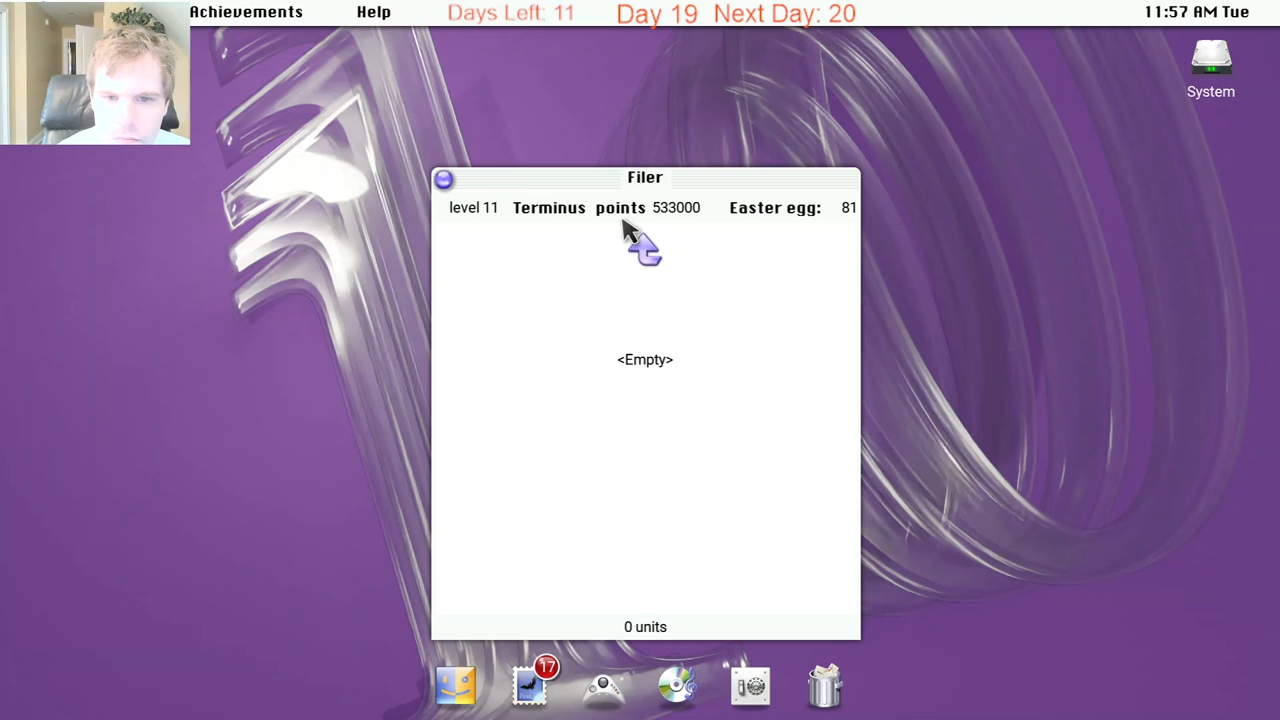 Achievements Help Days Left: 11 Day 19 Next Day: 20 11:57 AM Tue
System
Filer
level 11 Terminus points 533000 Easter egg: 81
<Empty>
0 units
17